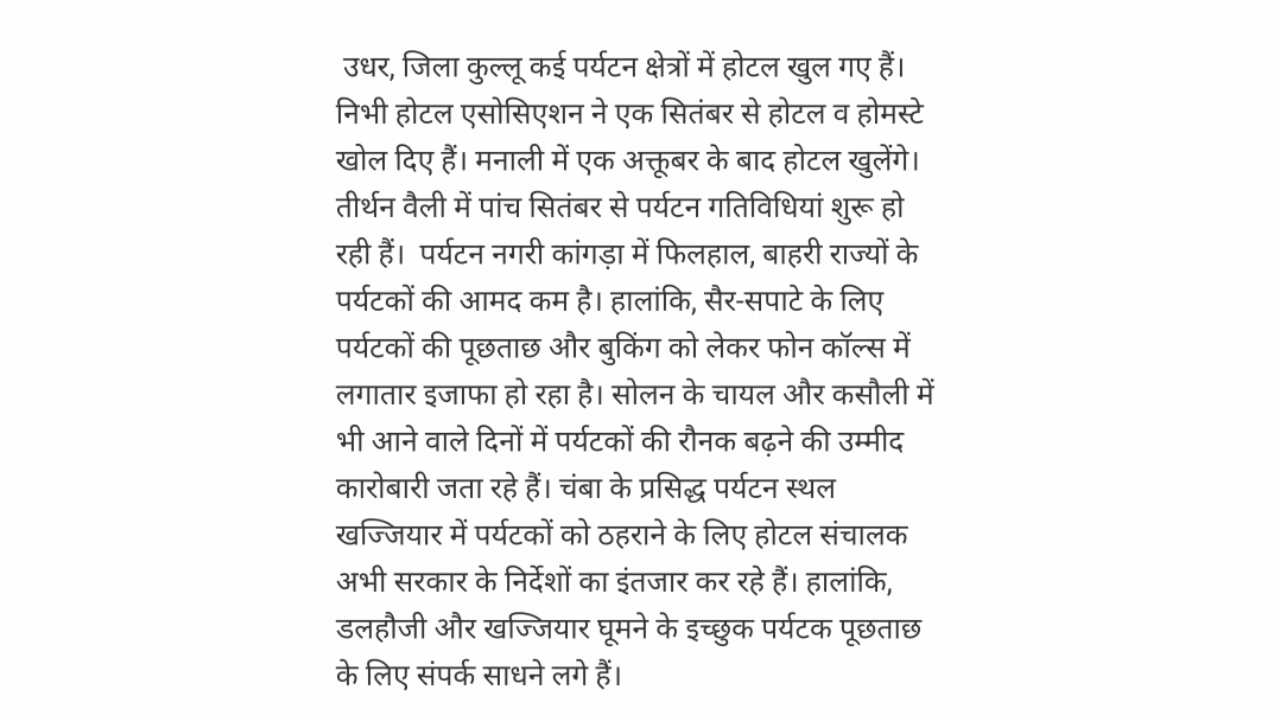 उधर, जिला कुल्लू कई पर्यटन क्षेत्रों में होटल खुल गए हैं।
निभी होटल एसोसिएशन ने एक सितंबर से होटल व होमस्टे
खोल दिए हैं। मनाली में एक अक्तूबर के बाद होटल खुलेंगे।
तीर्थन वैली में पांच सितंबर से पर्यटन गतिविधियां शुरू हो
रही हैं। पर्यटन नगरी कांगड़ा में फिलहाल, बाहरी राज्यों के
पर्यटकों की आमद कम है। हालांकि, सैर-सपाटे के लिए
पर्यटकों की पूछताछ और बुकिंग को लेकर फोन कॉल्स में
लगातार इजाफा हो रहा है। सोलन के चायल और कसौली में
भी आने वाले दिनों में पर्यटकों की रौनक बढ़ने की उम्मीद
कारोबारी जता रहे हैं। चंबा के प्रसिद्ध पर्यटन स्थल
खज्जियार में पर्यटकों को ठहराने के लिए होटल संचालक
अभी सरकार के निर्देशों का इंतजार कर रहे हैं। हालांकि,
डलहौजी और खज्जियार घूमने के इच्छुक पर्यटक पूछताछ
के लिए संपर्क साधने लगे हैं।